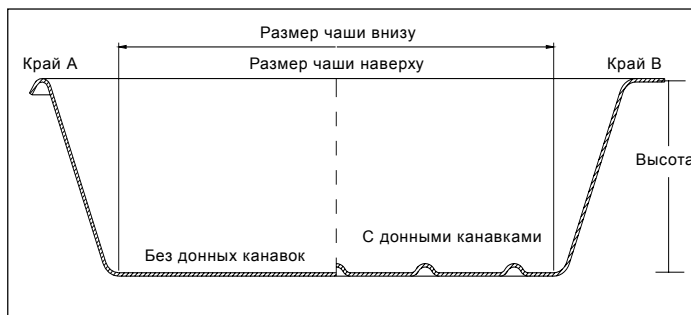 Размер чаши внизу
Край А
Размер чаши наверху
Край В
Высота
С донными канавками
Без донных канавок